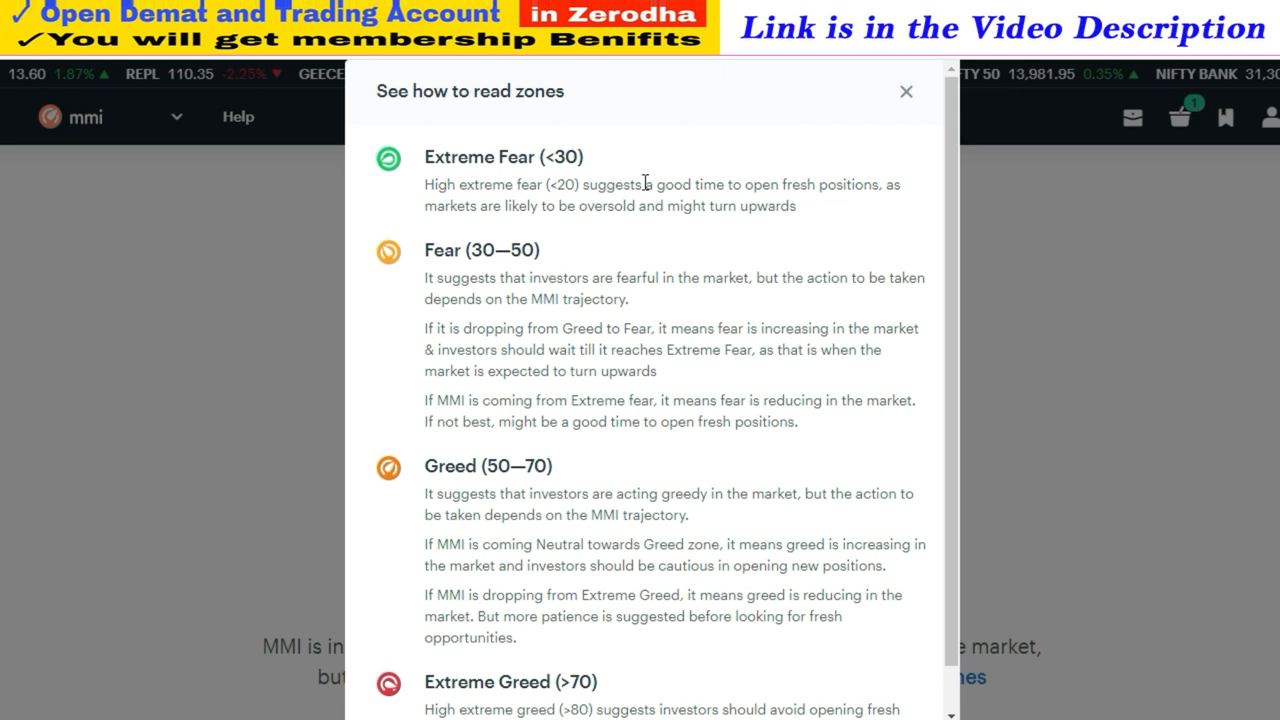 ✓ Open Demat and Trading Account in Zerodha
✓You will get membership Benifits
Link is in the Video Description
13.60 1.87% ▲ REPL 110.35 -2.25% ▼ GEECE
TY 50 13,981.95 0.35% ▲ NIFTY BANK 31,30
mmi Help
1
See how to read zones
Extreme Fear (<30)
High extreme fear (<20) suggests a good time to open fresh positions, as
markets are likely to be oversold and might turn upwards
Fear (30—50)
It suggests that investors are fearful in the market, but the action to be taken
depends on the MMI trajectory.
If it is dropping from Greed to Fear, it means fear is increasing in the market
& investors should wait till it reaches Extreme Fear, as that is when the
market is expected to turn upwards
If MMI is coming from Extreme fear, it means fear is reducing in the market.
If not best, might be a good time to open fresh positions.
Greed (50—70)
It suggests that investors are acting greedy in the market, but the action to
be taken depends on the MMI trajectory.
If MMI is coming Neutral towards Greed zone, it means greed is increasing in
the market and investors should be cautious in opening new positions.
If MMI is dropping from Extreme Greed, it means greed is reducing in the
market. But more patience is suggested before looking for fresh
opportunities.
MMI is in
e market,
but
nes
Extreme Greed (>70)
High extreme greed (>80) suggests investors should avoid opening fresh